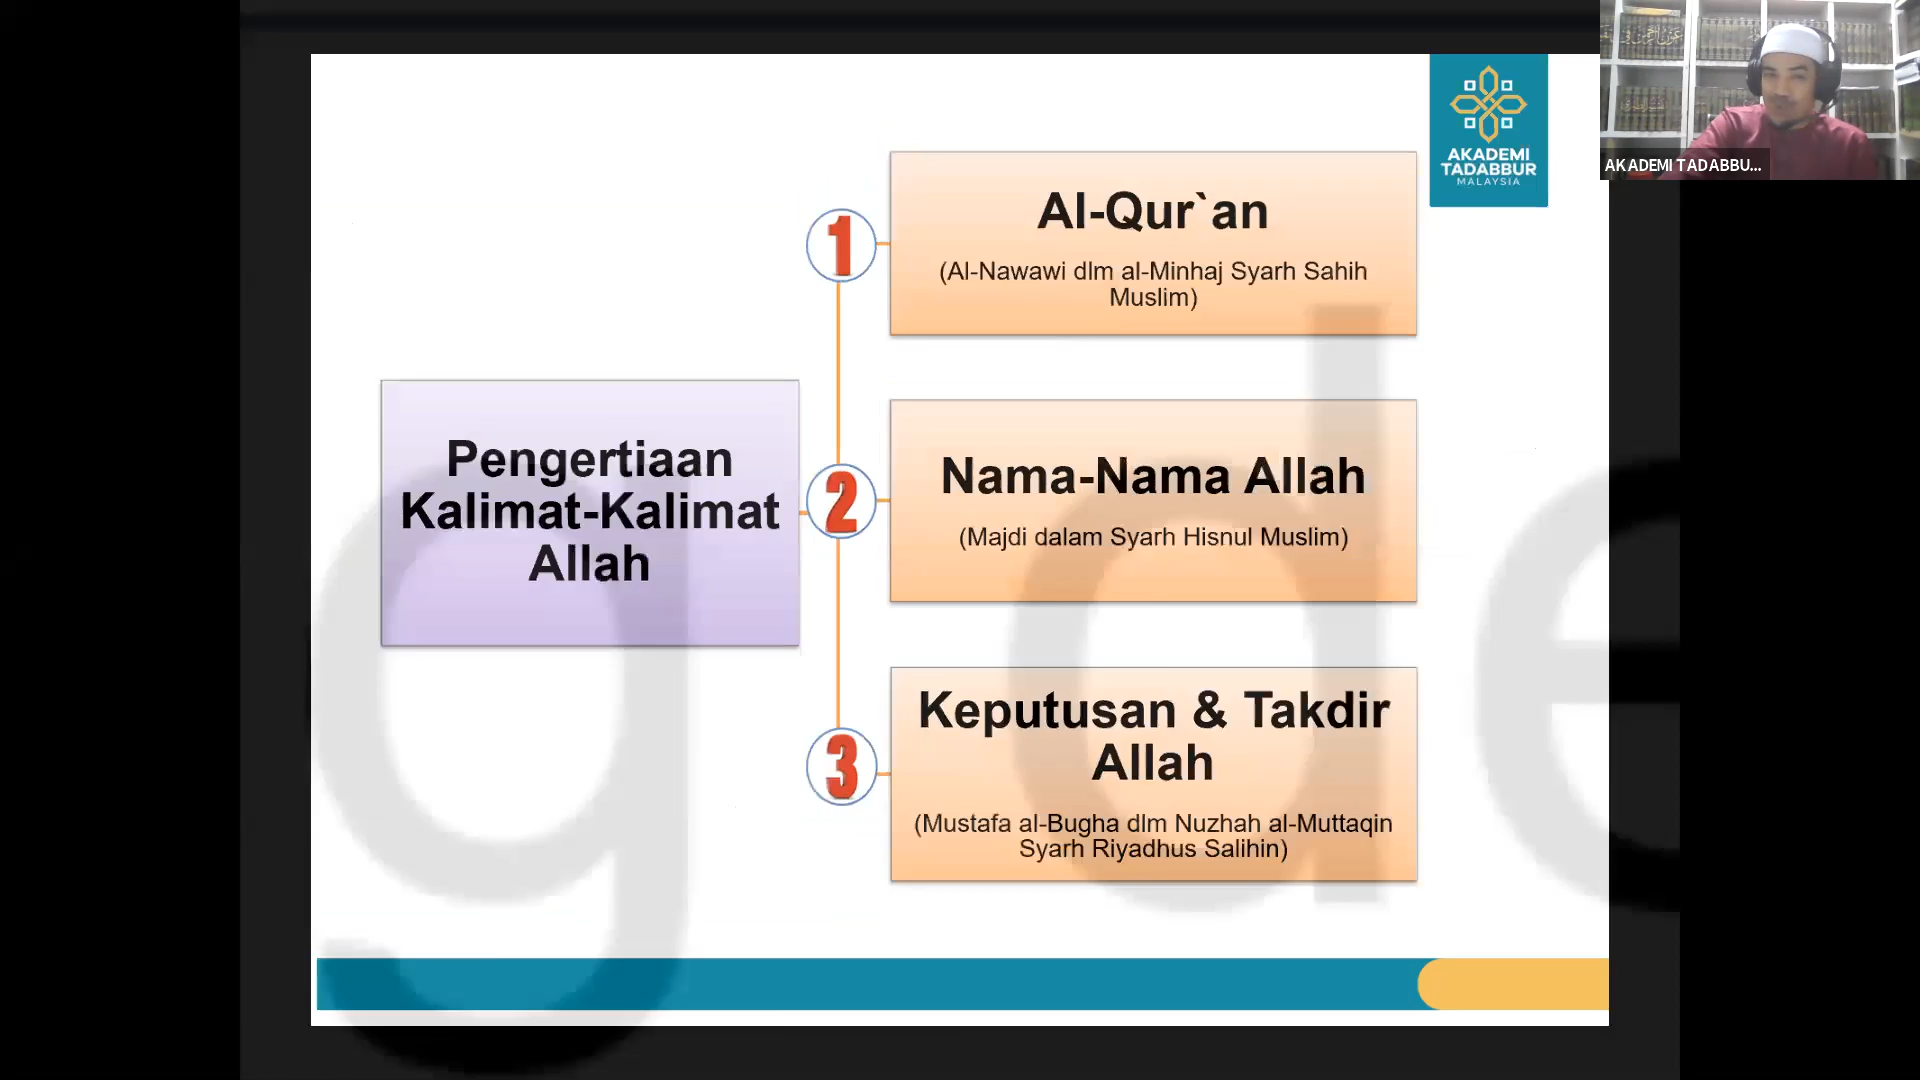 Pengertiaan
Kalimat-Kalimat
Allah
1
Al-Qur`an
(Al-Nawawi dlm al-Minhaj Syarh Sahih
Muslim)
2
Nama-Nama Allah
(Majdi dalam Syarh Hisnul Muslim)
3
Keputusan & Takdir
Allah
(Mustafa al-Bugha dlm Nuzhah al-Muttaqin
Syarh Riyadhus Salihin)
AKADEMI
TADABBUR
MALAYSIA
AKADEMI TADABBU...
g de